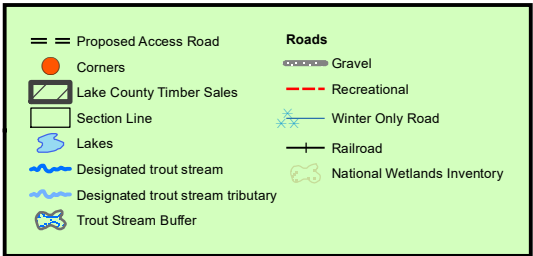 Proposed Access Road
Corners
Lake County Timber Sales
Section Line
Lakes
Designated trout stream
Designated trout stream tributary
Trout Stream Buffer
Roads
Gravel
Recreational
Winter Only Road
Railroad
National Wetlands Inventory